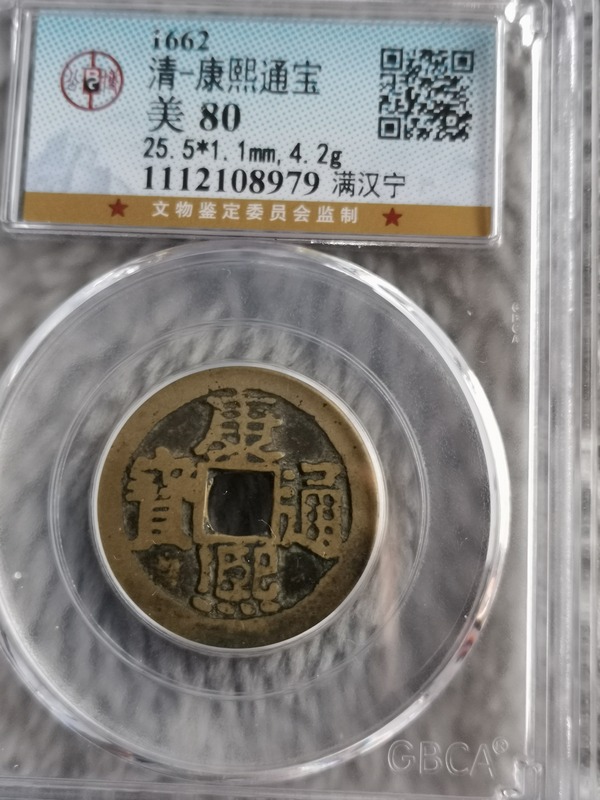 i662
清-康熙通宝
美 80
25.5*1.1mm,4.2g
1112108979 满汉宁
★ 文物鉴定委员会监制 ★
康
寶 通
熙
GBCA®
GBCA